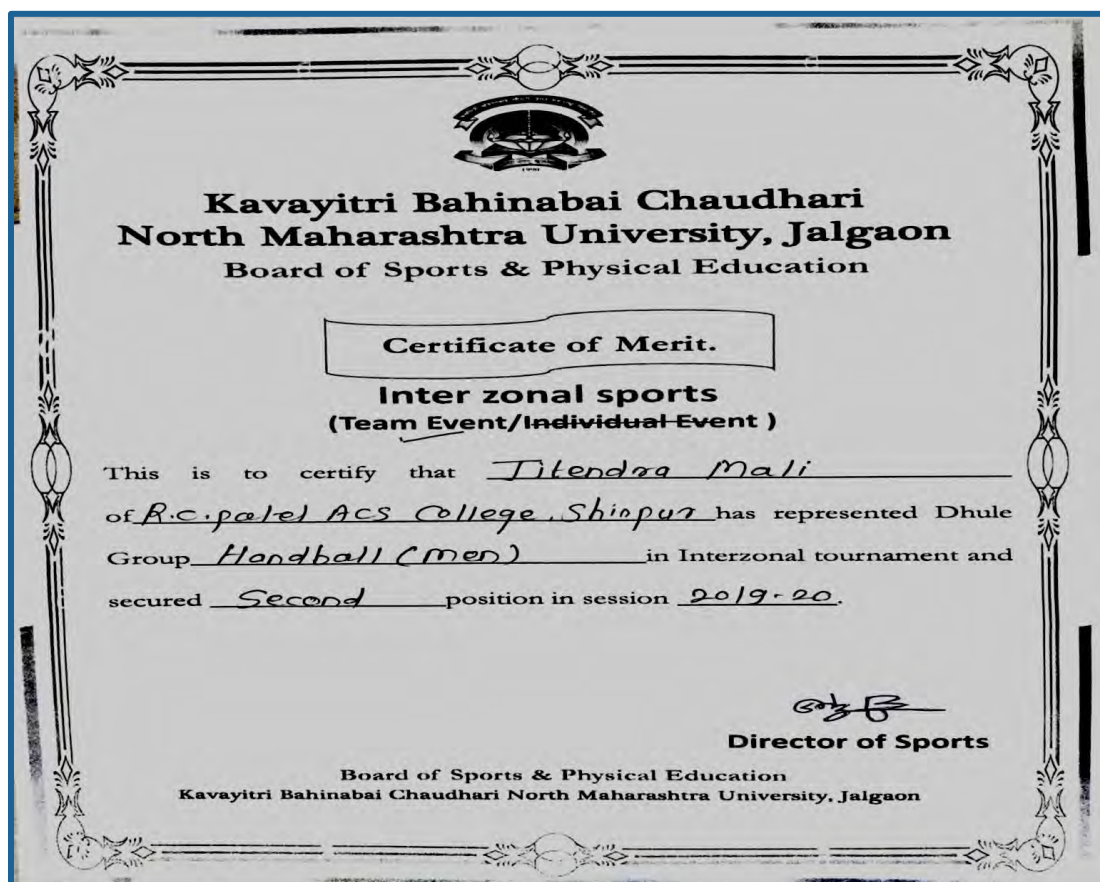 Kavayitri Bahinabai Chaudhari
North Maharashtra University, Jalgaon
Board of Sports & Physical Education
Certificate of Merit.
Inter zonal sports
(Team Event/Individual Event )
This is to certify that Jitendra Mali
of R.C.patel ACS College, Shirpur has represented Dhule
Group Handball (men) in Interzonal tournament and
secured Second position in session 2019-20.
Director of Sports
Board of Sports & Physical Education
Kavayitri Bahinabai Chaudhari North Maharashtra University, Jalgaon